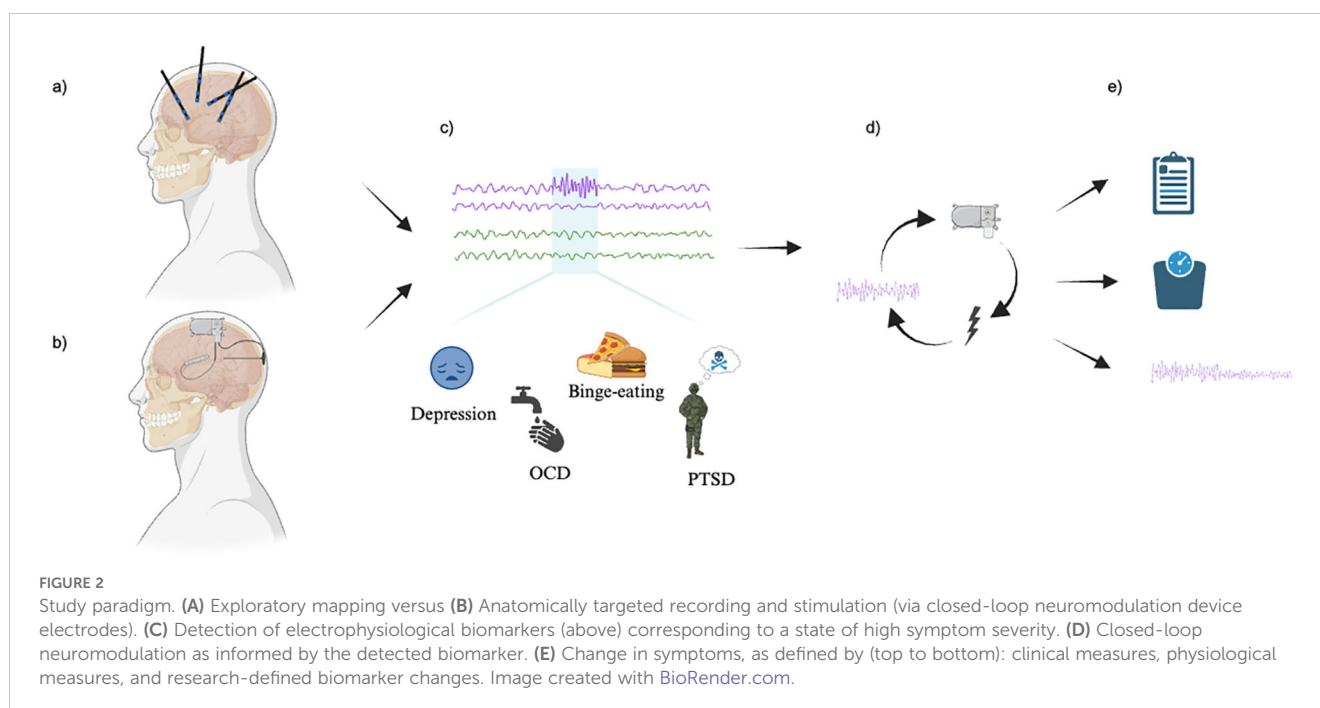 a)
e)
c)
d)
b)
Depression
Binge-eating
OCD
PTSD
FIGURE 2
Study paradigm. (A) Exploratory mapping versus (B) Anatomically targeted recording and stimulation (via closed-loop neuromodulation device
electrodes). (C) Detection of electrophysiological biomarkers (above) corresponding to a state of high symptom severity. (D) Closed-loop
neuromodulation as informed by the detected biomarker. (E) Change in symptoms, as defined by (top to bottom): clinical measures, physiological
measures, and research-defined biomarker changes. Image created with BioRender.com.